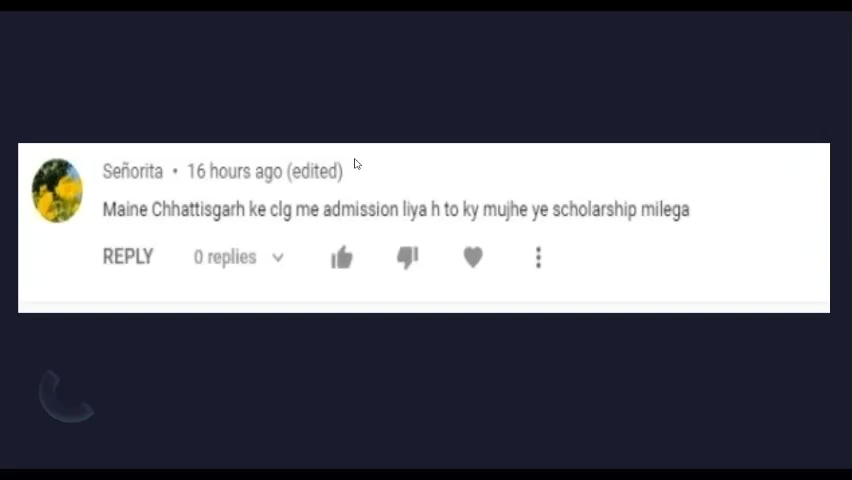 Señorita • 16 hours ago (edited)
Maine Chhattisgarh ke clg me admission liya h to ky mujhe ye scholarship milega
REPLY 0 replies